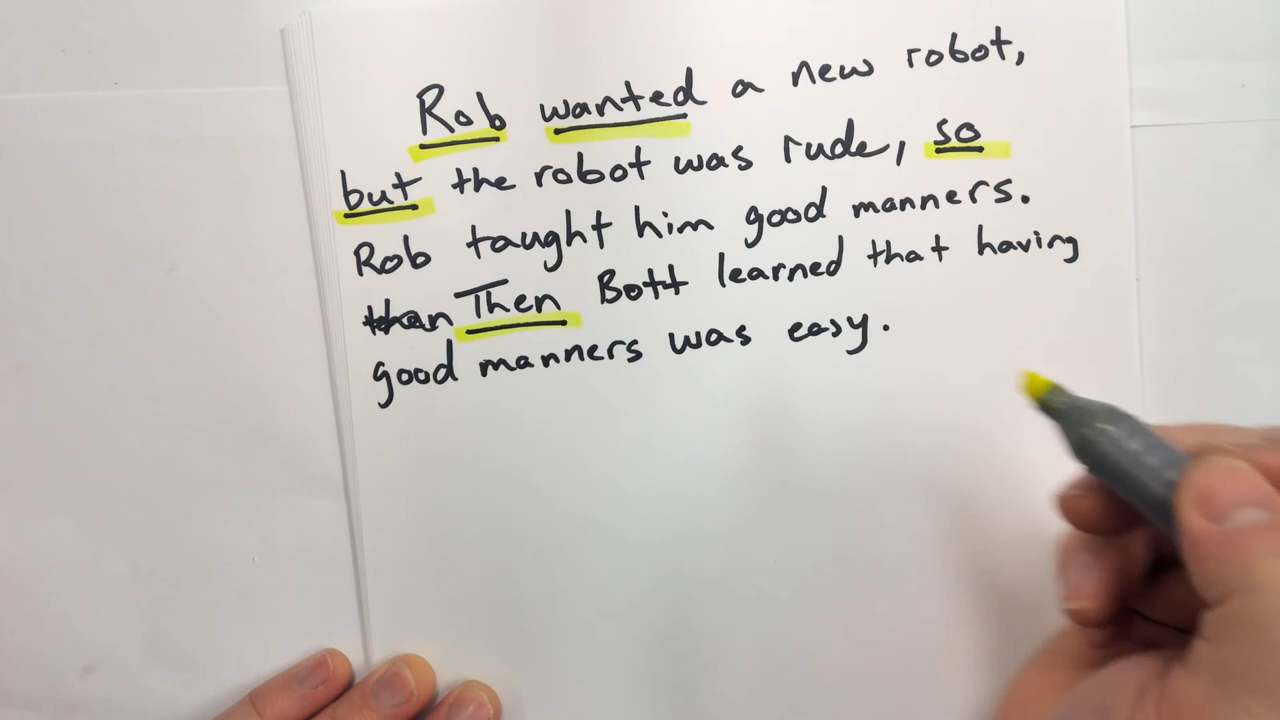 Rob wanted a new robot,
but the robot was rude, so
Rob taught him good manners.
than Then Bott learned that having
good manners was easy.